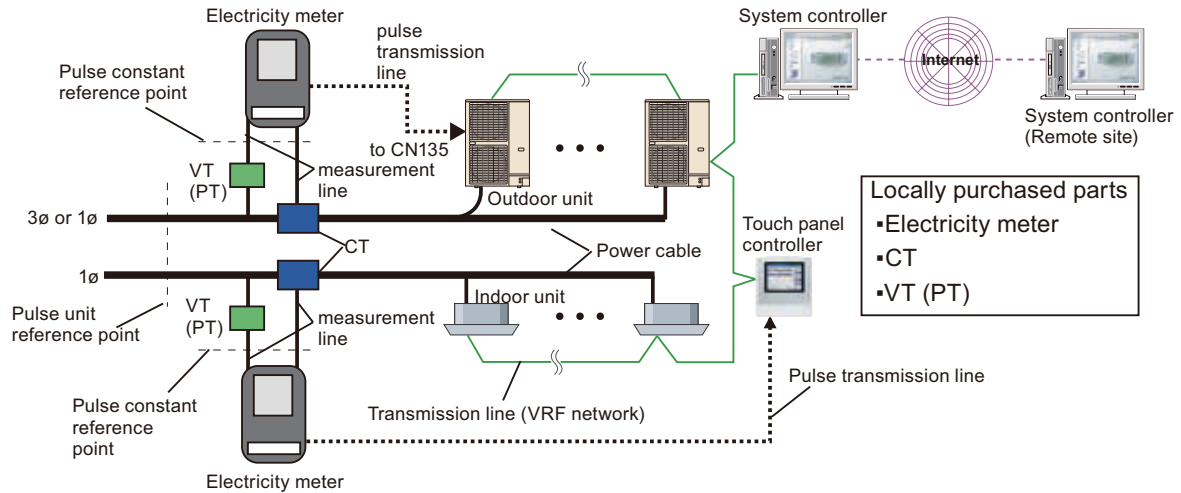 Electricity meter
pulse
transmission
line
Pulse constant
reference point
to CN135
VT
(PT)
measurement
line
3ø or 1ø
Outdoor unit
CT
Power cable
1ø
Indoor unit
VT
(PT)
measurement
line
Pulse unit
reference point
Pulse constant
reference
point
Transmission line (VRF network)
Electricity meter
System controller
Internet
System controller
(Remote site)
Touch panel
controller
Pulse transmission line
Locally purchased parts
▪Electricity meter
▪CT
▪VT (PT)